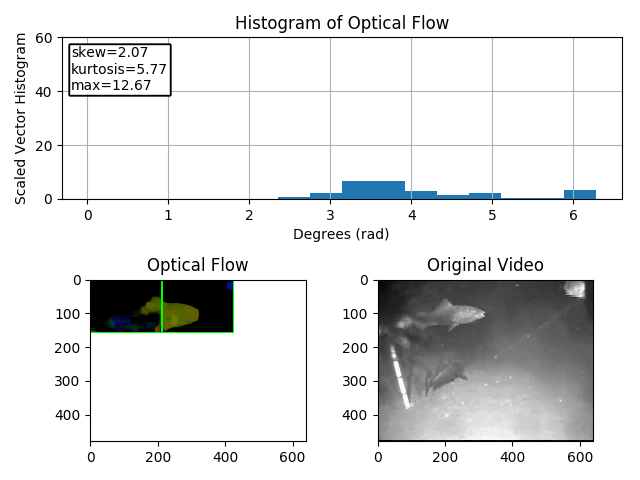 Histogram of Optical Flow
skew=2.07
kurtosis=5.77
max=12.67
Scaled Vector Histogram
60
40
20
0
0 1 2 3 4 5 6
Degrees (rad)
Optical Flow
0
100
200
300
400
0 200 400 600
Original Video
0
100
200
300
400
0 200 400 600